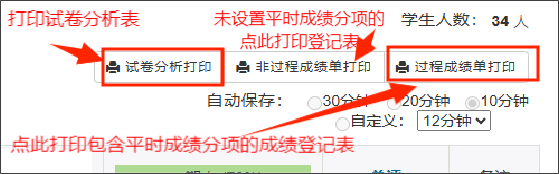 打印试卷分析表
未设置平时成绩分项的
点此打印登记表
学生人数： 34 人
试卷分析打印
非过程成绩单打印
过程成绩单打印
自动保存： 30分钟 20分钟 10分钟
自定义： 12分钟
点此打印包含平时成绩分项的成绩登记表